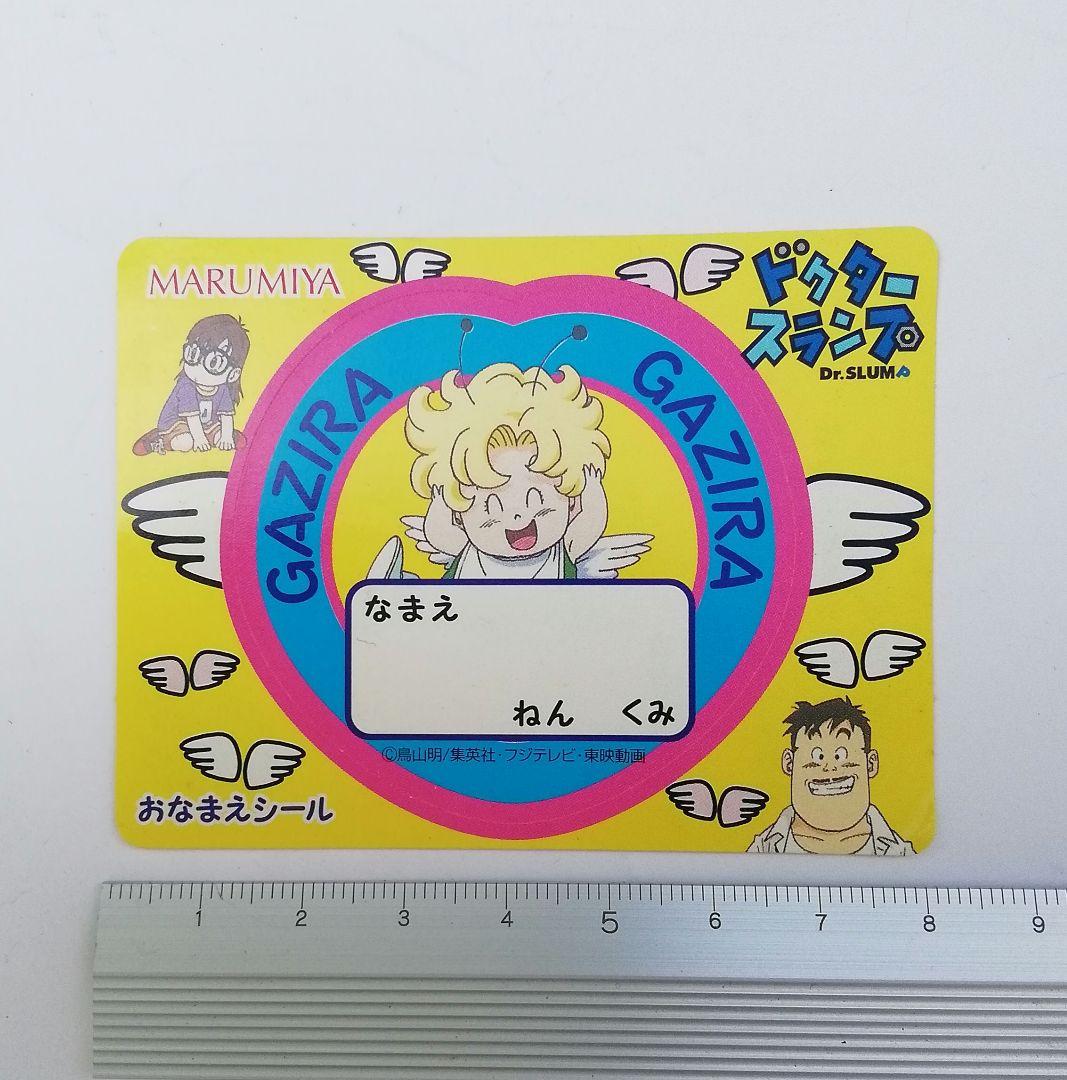 MARUMIYA
ドクター
スランプ
Dr.SLUMP
GAZIRA
GAZIRA
なまえ
ねん くみ
©鳥山明/集英社・フジテレビ・東映動画
おなまえシール
1 2 3 4 5 6 7 8 9